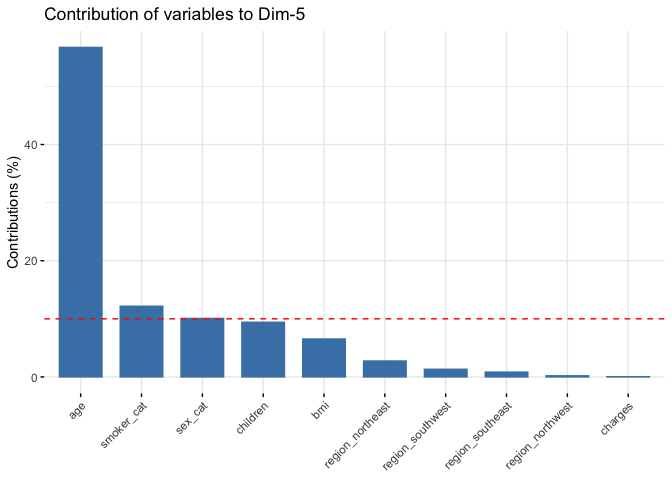 Contribution of variables to Dim-5
Contributions (%)
40
20
0
age
smoker_cat
sex_cat
children
bmi
region_northeast
region_southwest
region_southeast
region_northwest
charges